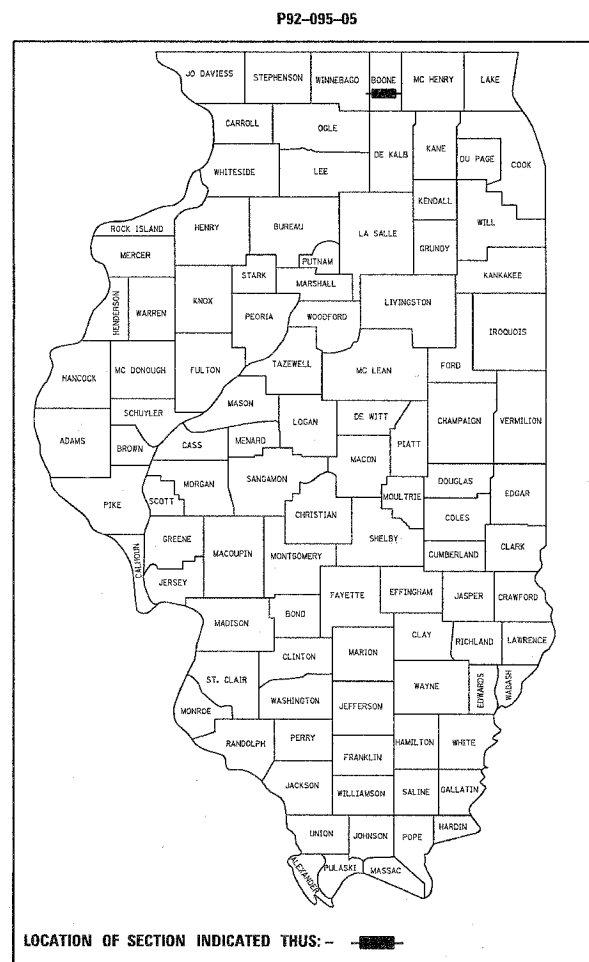 P92-095-05
JO DAVIESS
STEPHENSON
WINNEBAGO
BOONE
MC HENRY
LAKE
CARROLL
OGLE
DE KALB
KANE
DU PAGE
COOK
WHITESIDE
LEE
KENDALL
WILL
ROCK ISLAND
HENRY
BUREAU
LA SALLE
GRUNDY
MERCER
PUTNAM
KANKAKEE
STARK
MARSHALL
HENDERSON
WARREN
KNOX
PEORIA
WOODFORD
LIVINGSTON
IROQUOIS
HANCOCK
MC DONOUGH
FULTON
TAZEWELL
MC LEAN
FORD
MASON
SCHUYLER
LOGAN
DE WITT
CHAMPAIGN
VERMILION
ADAMS
BROWN
CASS
MENARD
PIATT
MACON
MORGAN
SANGAMON
DOUGLAS
EDGAR
PIKE
SCOTT
MOULTRIE
CHRISTIAN
COLES
GREENE
MACOUPIN
MONTGOMERY
SHELBY
CLARK
CUMBERLAND
CALHOUN
JERSEY
FAYETTE
EFFINGHAM
JASPER
CRAWFORD
MADISON
BOND
CLAY
RICHLAND
LAWRENCE
CLINTON
MARION
ST. CLAIR
WAYNE
EDWARDS
WABASH
WASHINGTON
MONROE
JEFFERSON
RANDOLPH
PERRY
HAMILTON
WHITE
FRANKLIN
JACKSON
WILLIAMSON
SALINE
GALLATIN
UNION
JOHNSON
POPE
HARDIN
ALEXANDER
PULASKI
MASSAC
LOCATION OF SECTION INDICATED THUS: -